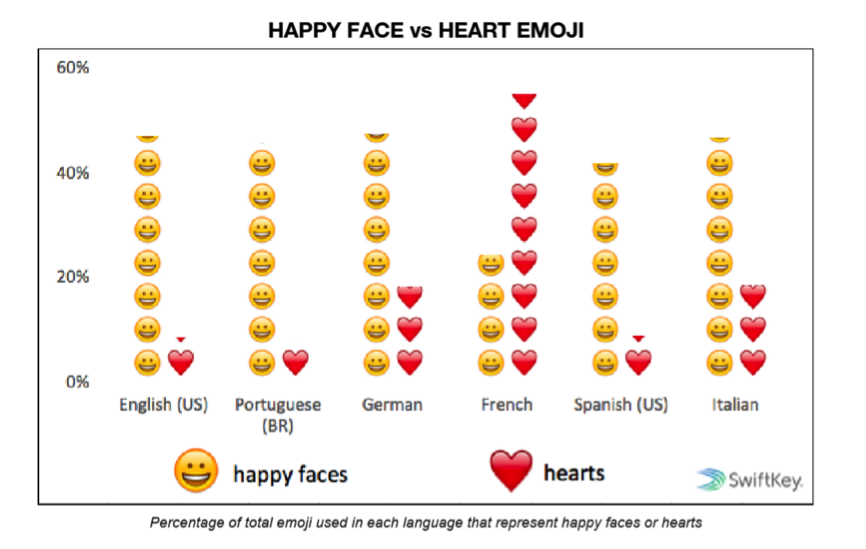 HAPPY FACE vs HEART EMOJI
60%
40%
20%
0%
English (US)
Portuguese
(BR)
German
French
Spanish (US)
Italian
happy faces
hearts
SwiftKey.
Percentage of total emoji used in each language that represent happy faces or hearts